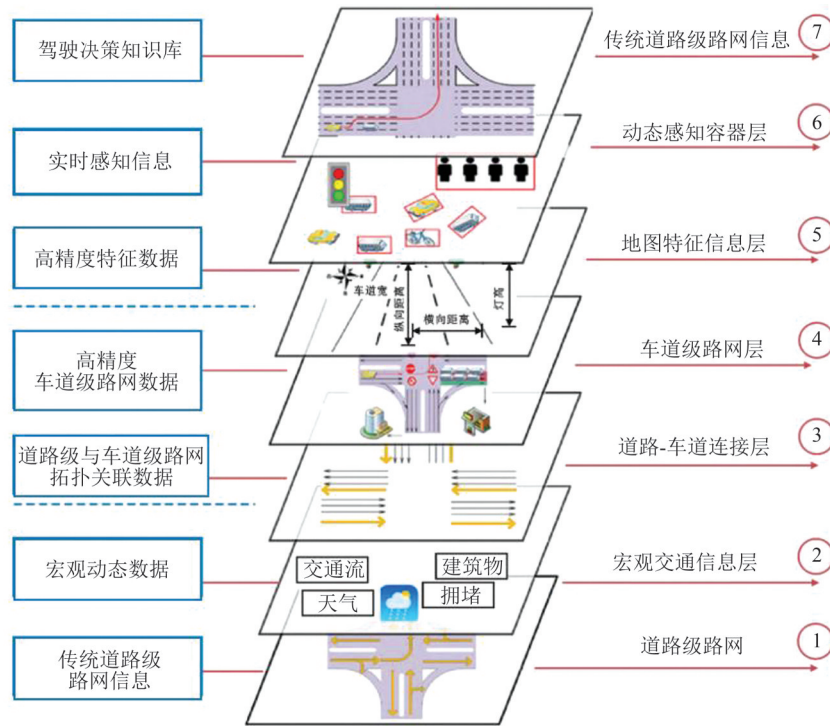 驾驶决策知识库
传统道路级路网信息
7
实时感知信息
动态感知容器层
6
高精度特征数据
车道宽
纵向距离
横向距离
灯高
地图特征信息层
5
高精度
车道级路网数据
车道级路网层
4
道路级与车道级路网
拓扑关联数据
道路-车道连接层
3
宏观动态数据
交通流
建筑物
天气
拥堵
宏观交通信息层
2
传统道路级
路网信息
道路级路网
1